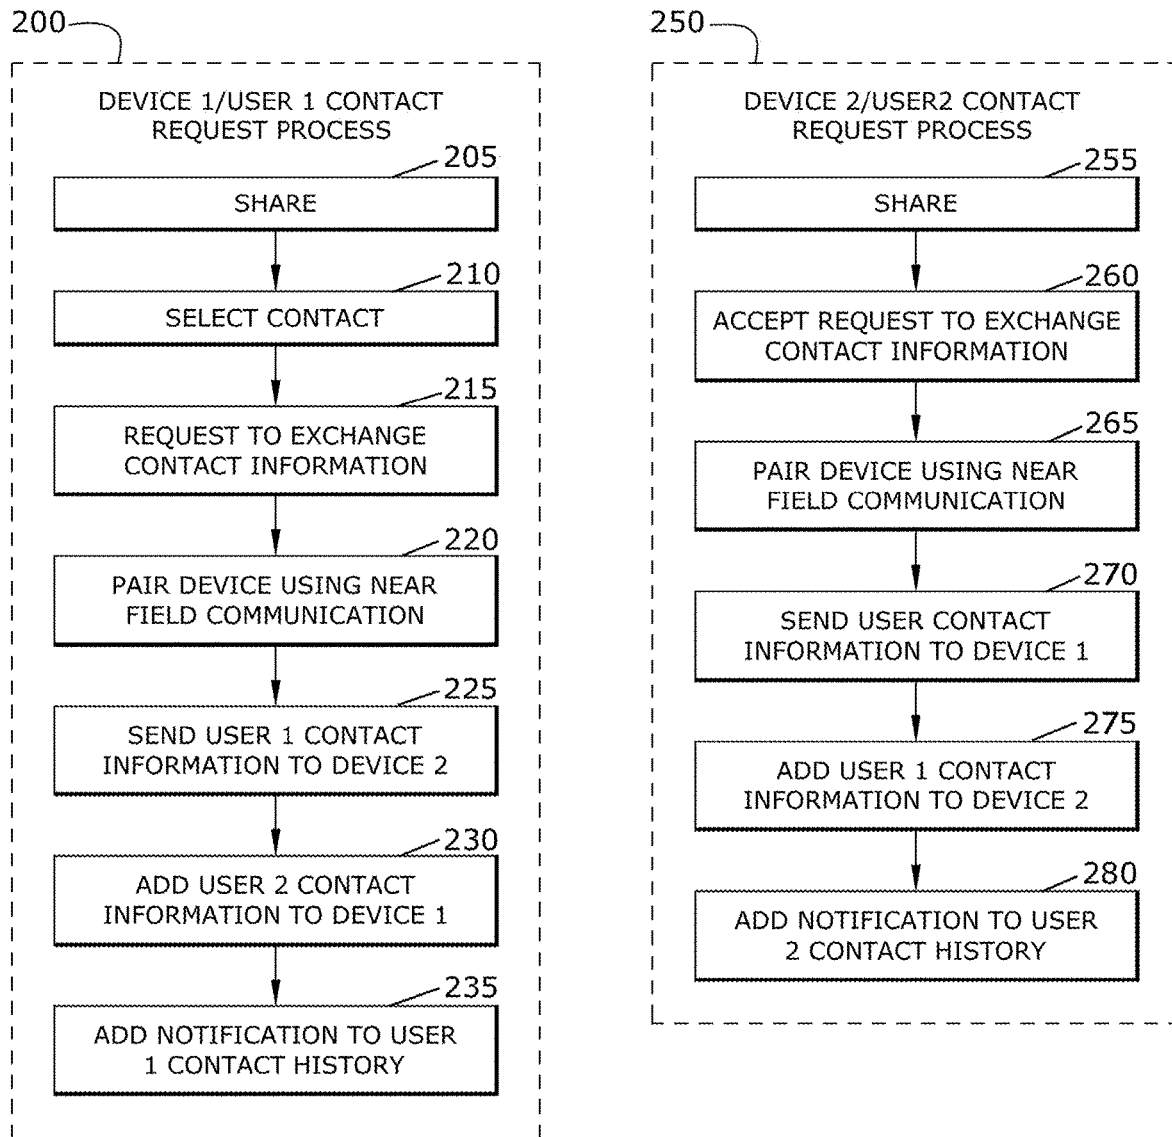 200
DEVICE 1/USER 1 CONTACT
REQUEST PROCESS
205
SHARE
210
SELECT CONTACT
215
REQUEST TO EXCHANGE
CONTACT INFORMATION
220
PAIR DEVICE USING NEAR
FIELD COMMUNICATION
225
SEND USER 1 CONTACT
INFORMATION TO DEVICE 2
230
ADD USER 2 CONTACT
INFORMATION TO DEVICE 1
235
ADD NOTIFICATION TO USER
1 CONTACT HISTORY
250
DEVICE 2/USER2 CONTACT
REQUEST PROCESS
255
SHARE
260
ACCEPT REQUEST TO EXCHANGE
CONTACT INFORMATION
265
PAIR DEVICE USING NEAR
FIELD COMMUNICATION
270
SEND USER CONTACT
INFORMATION TO DEVICE 1
275
ADD USER 1 CONTACT
INFORMATION TO DEVICE 2
280
ADD NOTIFICATION TO USER
2 CONTACT HISTORY